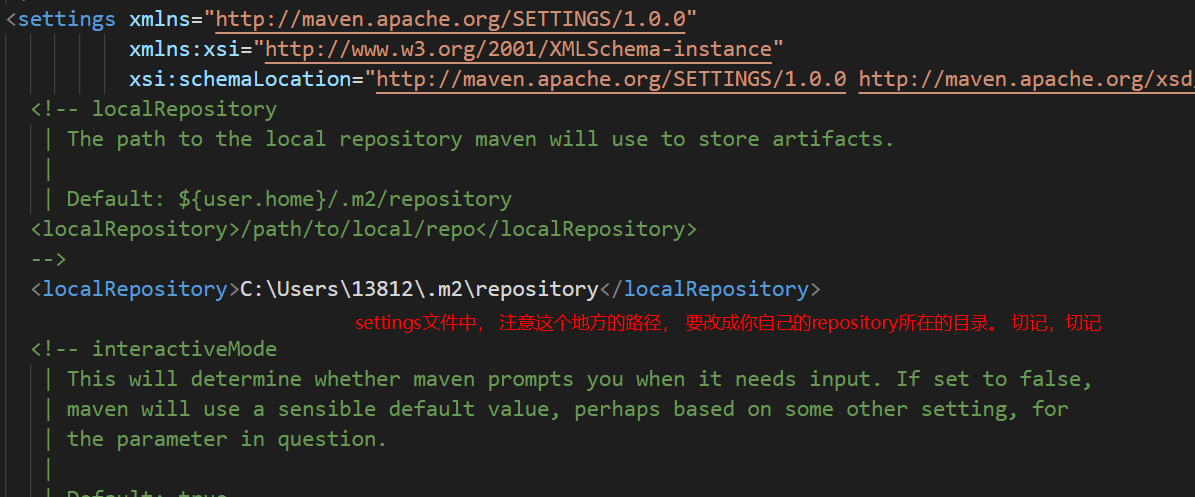 <settings xmlns="http://maven.apache.org/SETTINGS/1.0.0"
xmlns:xsi="http://www.w3.org/2001/XMLSchema-instance"
xsi:schemaLocation="http://maven.apache.org/SETTINGS/1.0.0 http://maven.apache.org/xsd
<!-- localRepository
| The path to the local repository maven will use to store artifacts.
|
| Default: ${user.home}/.m2/repository
<localRepository>/path/to/local/repo</localRepository>
-->
<localRepository>C:\Users\13812\.m2\repository</localRepository>
settings文件中， 注意这个地方的路径， 要改成你自己的repository所在的目录。 切记，切记
<!-- interactiveMode
| This will determine whether maven prompts you when it needs input. If set to false,
| maven will use a sensible default value, perhaps based on some other setting, for
| the parameter in question.
|
| Default: true